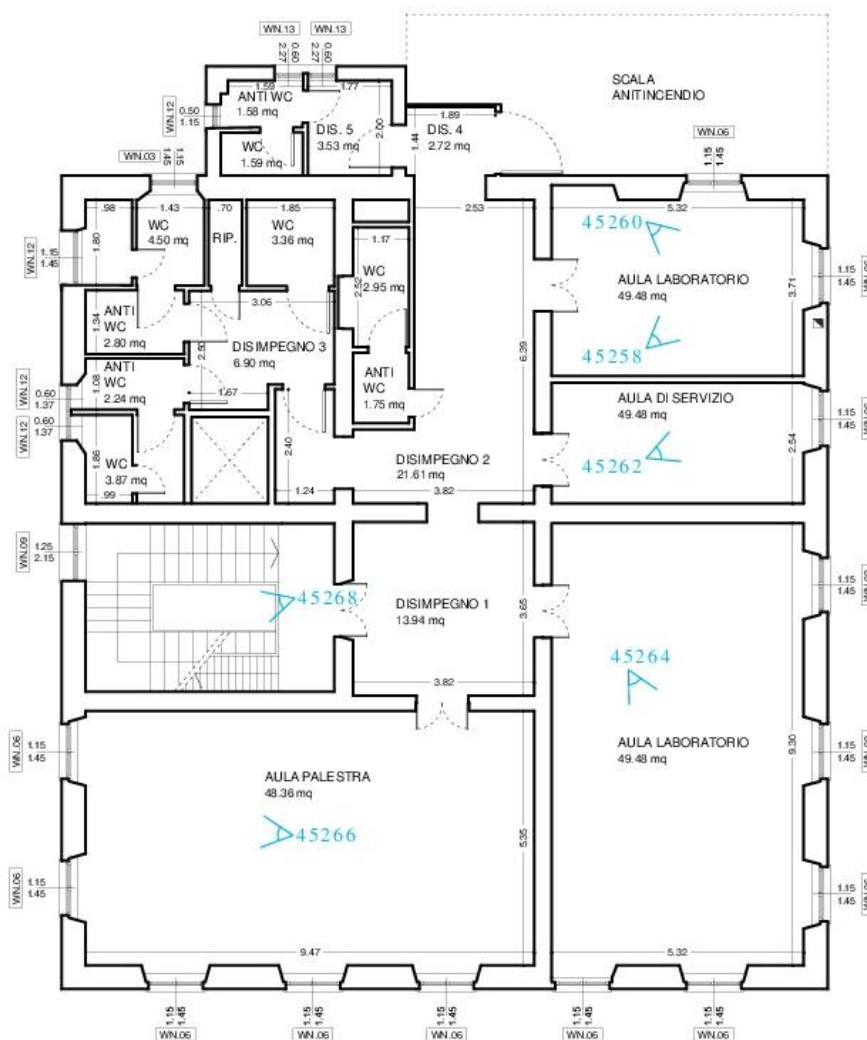 WN.13
WN.13
2.27
0.60
2.27
0.60
SCALA
ANITINCENDIO
1.59
1.77
ANTI WC
1.58 mq
WN.12
0.50
1.15
DIS. 5
3.53 mq
2.00
1.89
DIS. 4
2.72 mq
1.44
WC
1.59 mq
WN.03
1.45
1.15
WN.06
1.15
1.45
.98
1.43
.70
1.85
2.53
5.32
WC
4.50 mq
RIP.
WC
3.36 mq
1.17
45260
WN.12
1.15
1.45
1.80
WC
2.95 mq
2.52
AULA LABORATORIO
49.48 mq
3.71
1.15
1.45
3.06
ANTI
WC
2.80 mq
1.34
2.50
DISIMPEGNO 3
6.90 mq
6.39
45258
ANTI
WC
2.24 mq
1.08
1.67
ANTI
WC
1.75 mq
WN.12
0.60
1.37
WN.12
0.60
1.37
AULA DI SERVIZIO
49.48 mq
1.15
1.45
2.54
45262
1.86
WC
3.87 mq
.99
2.40
1.24
DISIMPEGNO 2
21.61 mq
3.82
WN.09
1.25
2.15
45268
DISIMPEGNO 1
13.94 mq
3.65
3.82
1.15
1.45
45264
AULA LABORATORIO
49.48 mq
9.30
1.15
1.45
WN.06
1.15
1.45
AULA PALESTRA
48.36 mq
45266
5.35
WN.06
1.15
1.45
1.15
1.45
WN.06
9.47
5.32
1.15
1.45
1.15
1.45
1.15
1.45
1.15
1.45
1.15
1.45
WN.06
WN.06
WN.06
WN.06
WN.06